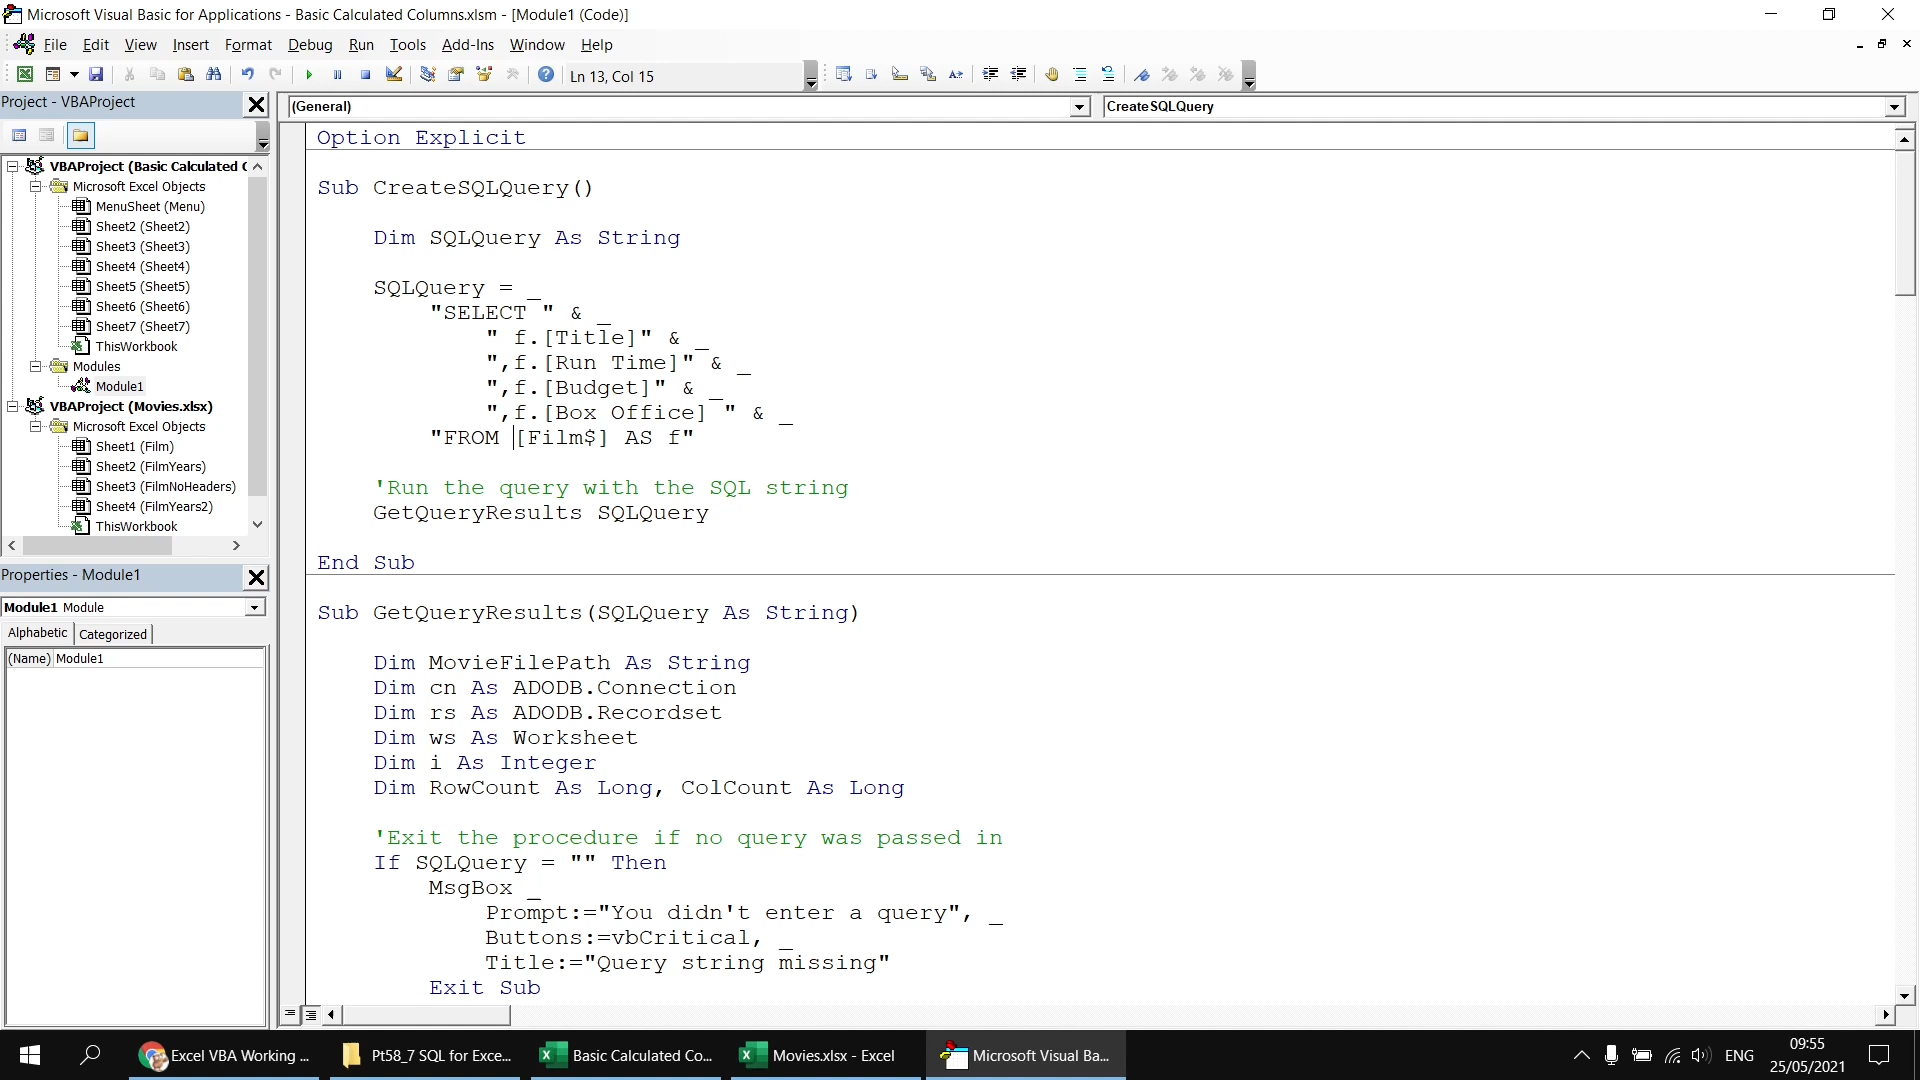 Microsoft Visual Basic for Applications - Basic Calculated Columns.xlsm - [Module1 (Code)]
File Edit View Insert Format Debug Run Tools Add-Ins Window Help
Ln 13, Col 15
Project - VBAProject
VBAProject (Basic Calculated C
Microsoft Excel Objects
MenuSheet (Menu)
Sheet2 (Sheet2)
Sheet3 (Sheet3)
Sheet4 (Sheet4)
Sheet5 (Sheet5)
Sheet6 (Sheet6)
Sheet7 (Sheet7)
ThisWorkbook
Modules
Module1
VBAProject (Movies.xlsx)
Microsoft Excel Objects
Sheet1 (Film)
Sheet2 (FilmYears)
Sheet3 (FilmNoHeaders)
Sheet4 (FilmYears2)
ThisWorkbook
Properties - Module1
Module1 Module
Alphabetic Categorized
(Name) Module1
(General) CreateSQLQuery
Option Explicit
Sub CreateSQLQuery()
Dim SQLQuery As String
SQLQuery = _
"SELECT " & _
" f.[Title]" & _
",f.[Run Time]" & _
",f.[Budget]" & _
",f.[Box Office] " & _
"FROM [Film$] AS f"
'Run the query with the SQL string
GetQueryResults SQLQuery
End Sub
Sub GetQueryResults(SQLQuery As String)
Dim MovieFilePath As String
Dim cn As ADODB.Connection
Dim rs As ADODB.Recordset
Dim ws As Worksheet
Dim i As Integer
Dim RowCount As Long, ColCount As Long
'Exit the procedure if no query was passed in
If SQLQuery = "" Then
MsgBox _
Prompt:="You didn't enter a query", _
Buttons:=vbCritical, _
Title:="Query string missing"
Exit Sub
Excel VBA Working ...
Pt58_7 SQL for Exce...
Basic Calculated Co...
Movies.xlsx - Excel
Microsoft Visual Ba...
ENG
09:55
25/05/2021